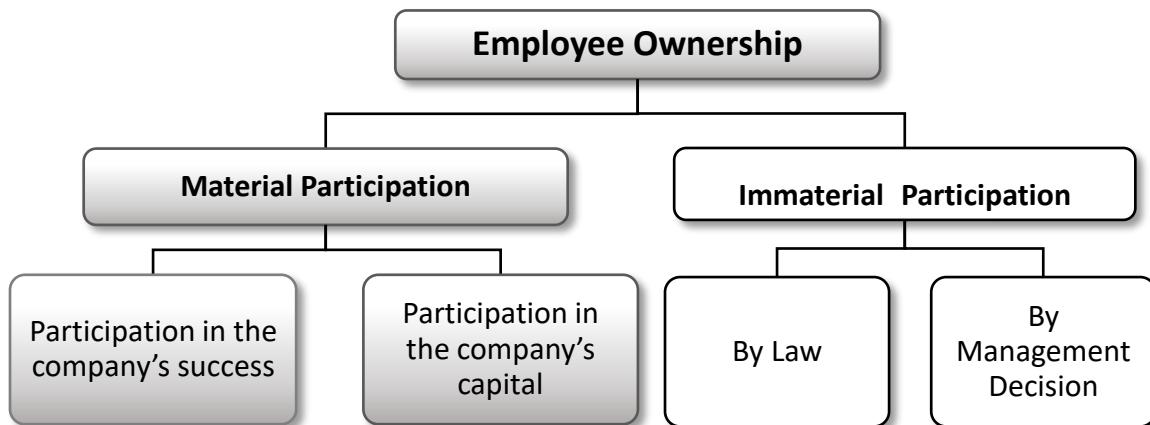 Employee Ownership
Material Participation
Immaterial Participation
Participation in the
company’s success
Participation in
the company’s
capital
By Law
By
Management
Decision